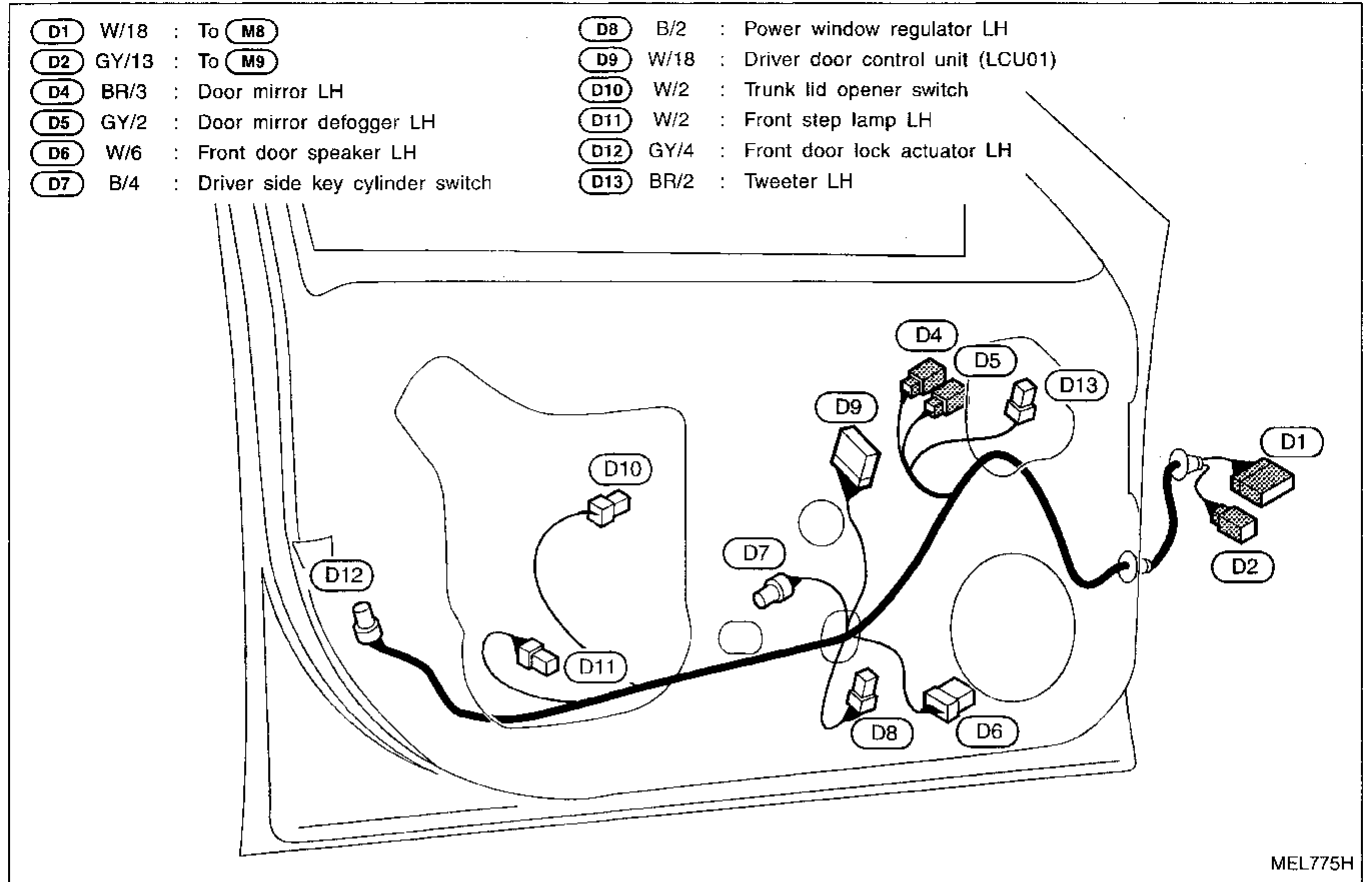 D1 W/18 : To M8
D2 GY/13 : To M9
D4 BR/3 : Door mirror LH
D5 GY/2 : Door mirror defogger LH
D6 W/6 : Front door speaker LH
D7 B/4 : Driver side key cylinder switch
D8 B/2 : Power window regulator LH
D9 W/18 : Driver door control unit (LCU01)
D10 W/2 : Trunk lid opener switch
D11 W/2 : Front step lamp LH
D12 GY/4 : Front door lock actuator LH
D13 BR/2 : Tweeter LH
D4
D5
D13
D9
D1
D10
D7
D2
D12
D11
D8
D6
MEL775H